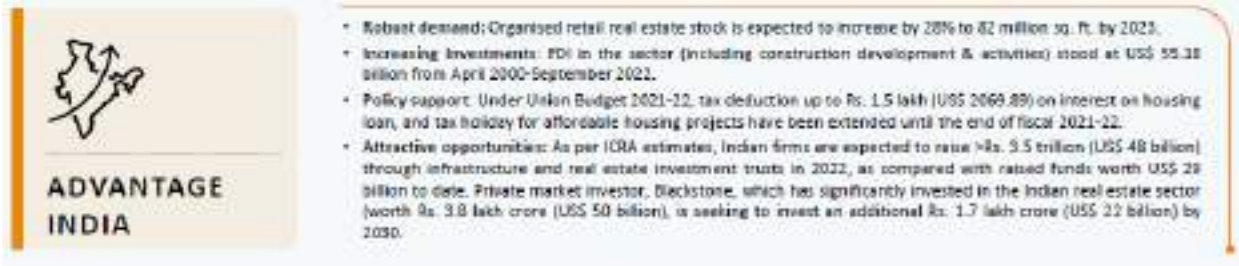 ADVANTAGE
INDIA
• Robust demand: Organised retail real estate stock is expected to increase by 28% to 82 million sq. ft. by 2023.
• Increasing Investments: FDI in the sector (including construction development & activities) stood at US$ 55.18
billion from April 2000-September 2022.
• Policy support: Under Union Budget 2021-22, tax deduction up to Rs. 1.5 lakh (US$ 2069.89) on interest on housing
loan, and tax holiday for affordable housing projects have been extended until the end of fiscal 2021-22.
• Attractive opportunities: As per ICRA estimates, Indian firms are expected to raise >Rs. 3.5 trillion (US$ 48 billion)
through infrastructure and real estate investment trusts in 2022, as compared with raised funds worth US$ 29
billion to date. Private market investor, Blackstone, which has significantly invested in the Indian real estate sector
(worth Rs. 3.8 lakh crore (US$ 50 billion), is seeking to invest an additional Rs. 1.7 lakh crore (US$ 22 billion) by
2030.